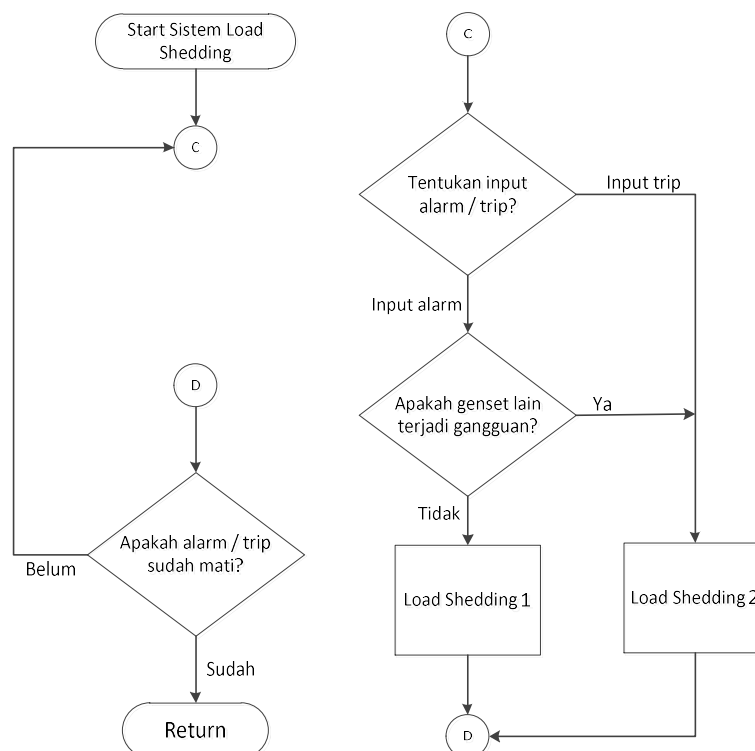 Start Sistem Load
Shedding
C
D
Apakah alarm / trip
sudah mati?
Belum
Sudah
Return
C
Tentukan input
alarm / trip?
Input trip
Input alarm
Apakah genset lain
terjadi gangguan?
Ya
Tidak
Load Shedding 1
Load Shedding 2
D